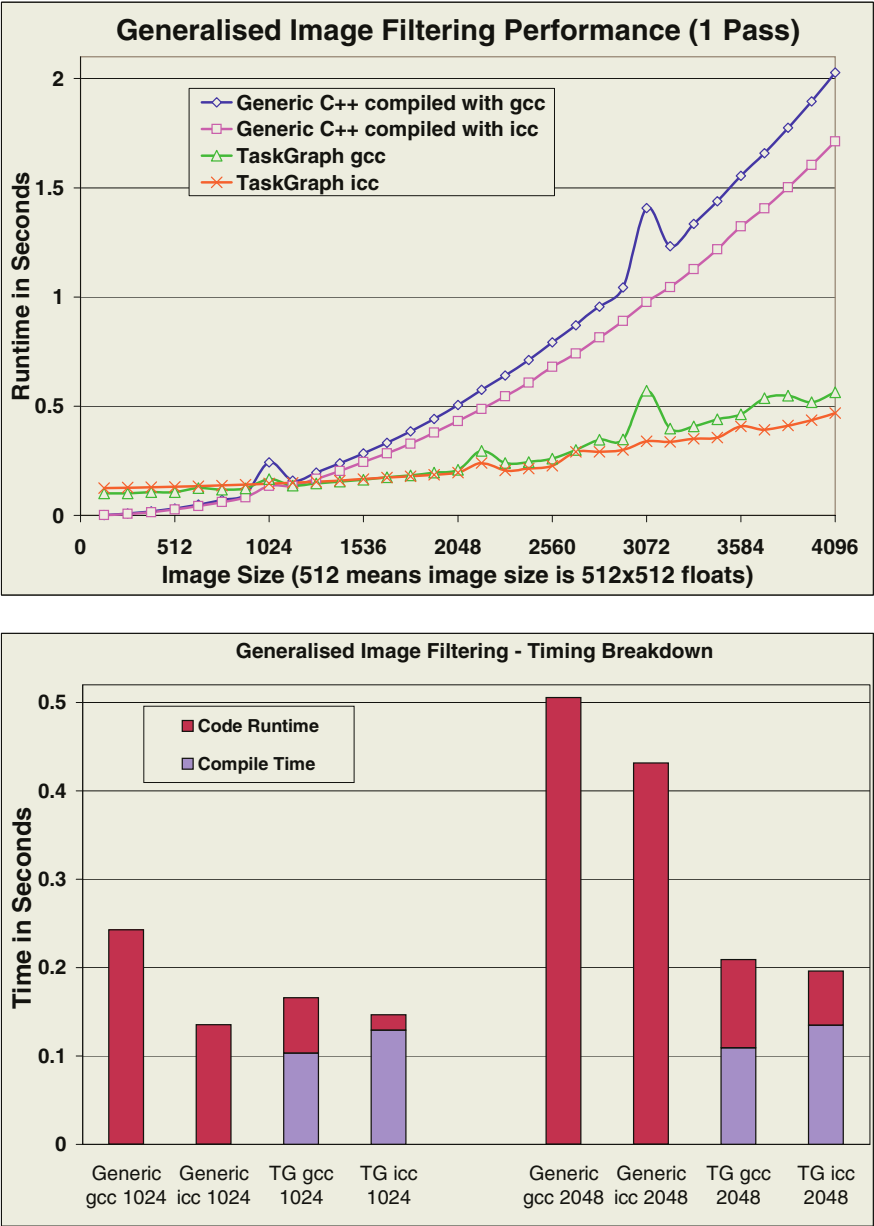 Generalised Image Filtering Performance (1 Pass)
Runtime in Seconds
2
1.5
1
0.5
0
Generic C++ compiled with gcc
Generic C++ compiled with icc
TaskGraph gcc
TaskGraph icc
0 512 1024 1536 2048 2560 3072 3584 4096
Image Size (512 means image size is 512x512 floats)
Generalised Image Filtering - Timing Breakdown
Time in Seconds
0.5
0.4
0.3
0.2
0.1
0
Code Runtime
Compile Time
Generic Generic TG gcc TG icc Generic Generic TG gcc TG icc
gcc 1024 icc 1024 1024 1024 gcc 2048 icc 2048 2048 2048